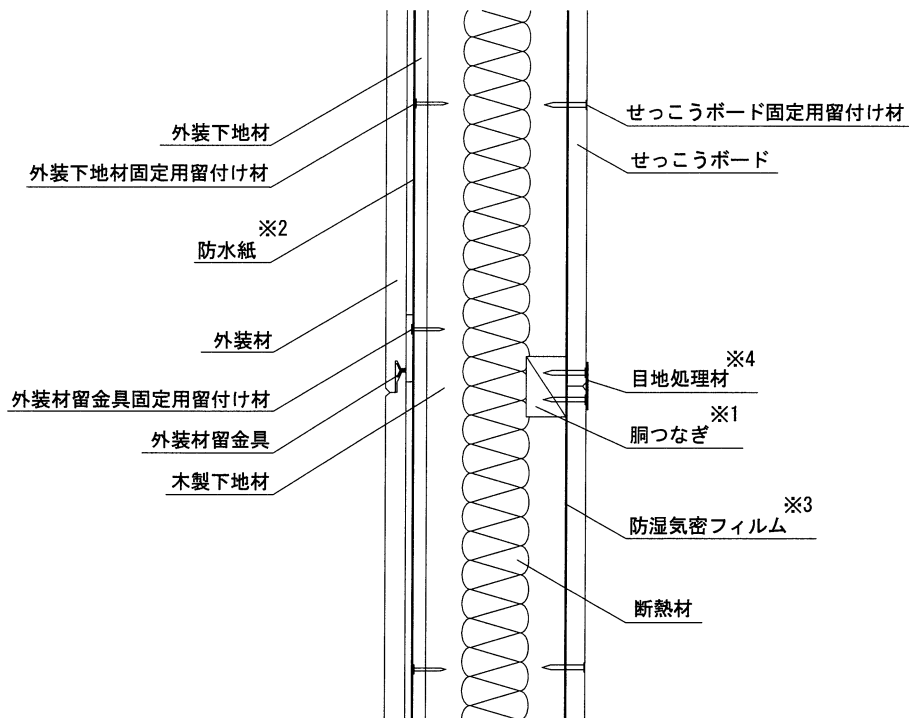 外装下地材
外装下地材固定用留付け材
防水紙※2
外装材
外装材留金具固定用留付け材
外装材留金具
木製下地材
せっこうボード固定用留付け材
せっこうボード
目地処理材※4
胴つなぎ※1
防湿気密フィルム※3
断熱材